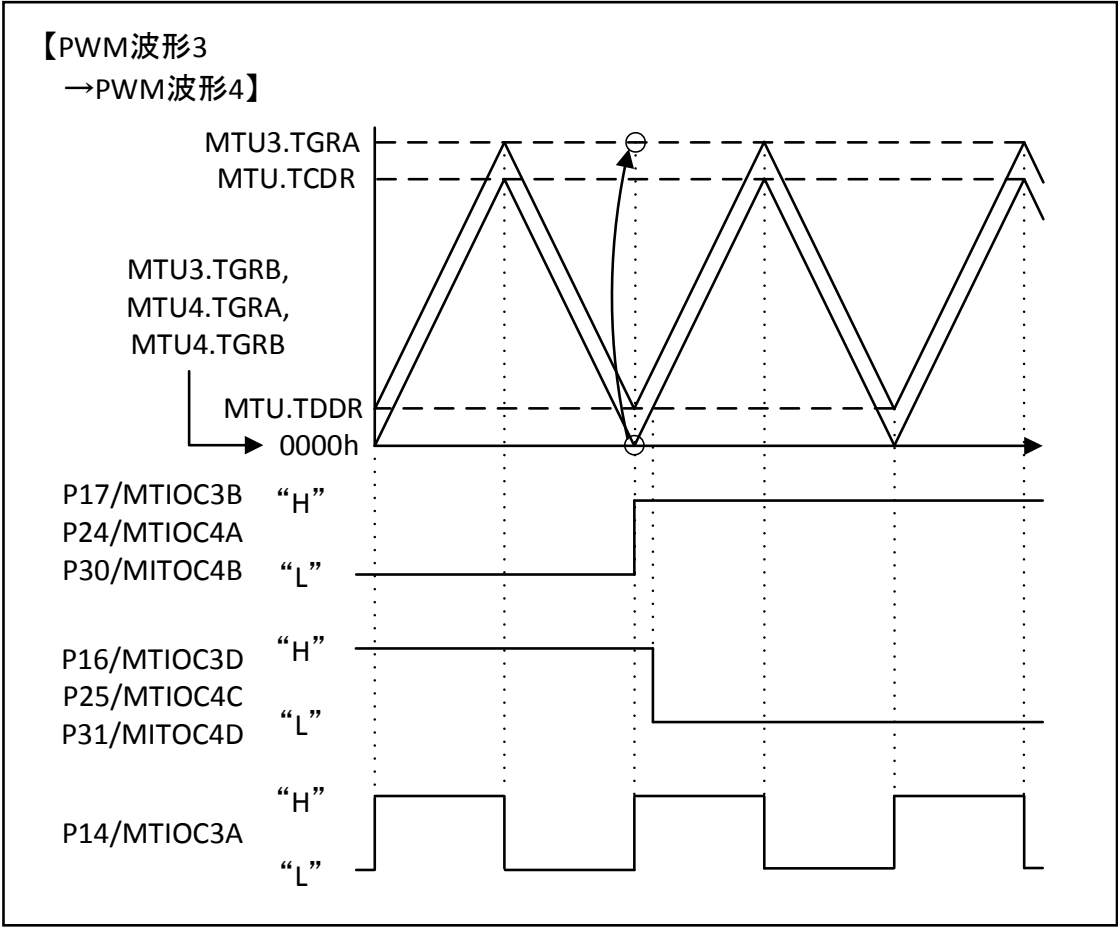 【PWM波形3
→PWM波形4】
MTU3.TGRA
MTU.TCDR
MTU3.TGRB,
MTU4.TGRA,
MTU4.TGRB
MTU.TDDR
0000h
P17/MTIOC3B
P24/MTIOC4A
P30/MITOC4B
“H”
“L”
P16/MTIOC3D
P25/MTIOC4C
P31/MITOC4D
“H”
“L”
P14/MTIOC3A
“H”
“L”